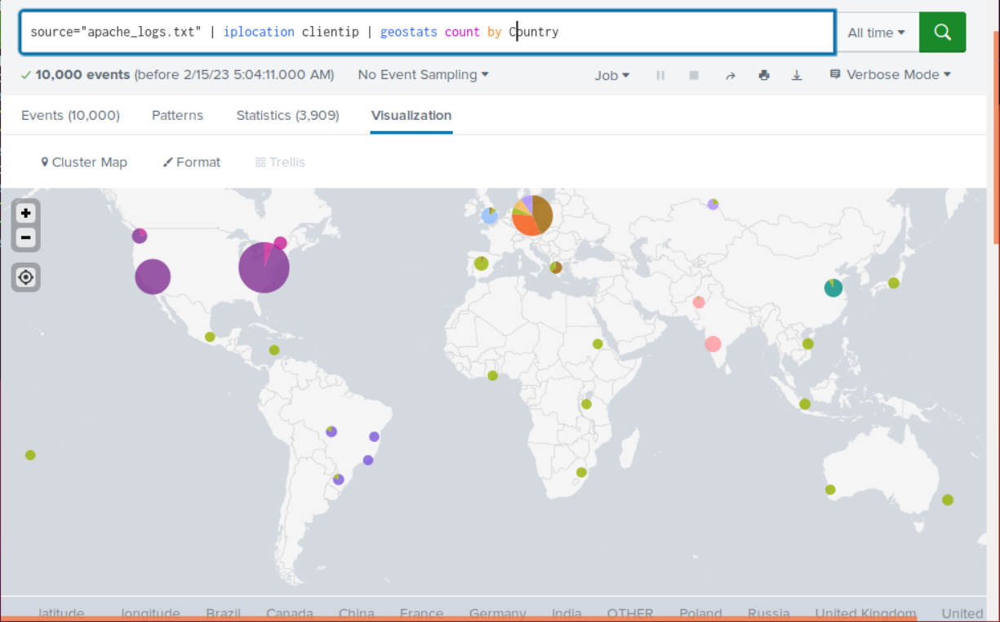 source="apache_logs.txt" | iplocation clientip | geostats count by Country
All time
10,000 events (before 2/15/23 5:04:11.000 AM)
No Event Sampling
Job
Verbose Mode
Events (10,000)
Patterns
Statistics (3,909)
Visualization
Cluster Map
Format
Trellis
+
−
latitude longitude Brazil Canada China France Germany India OTHER Poland Russia United Kingdom United